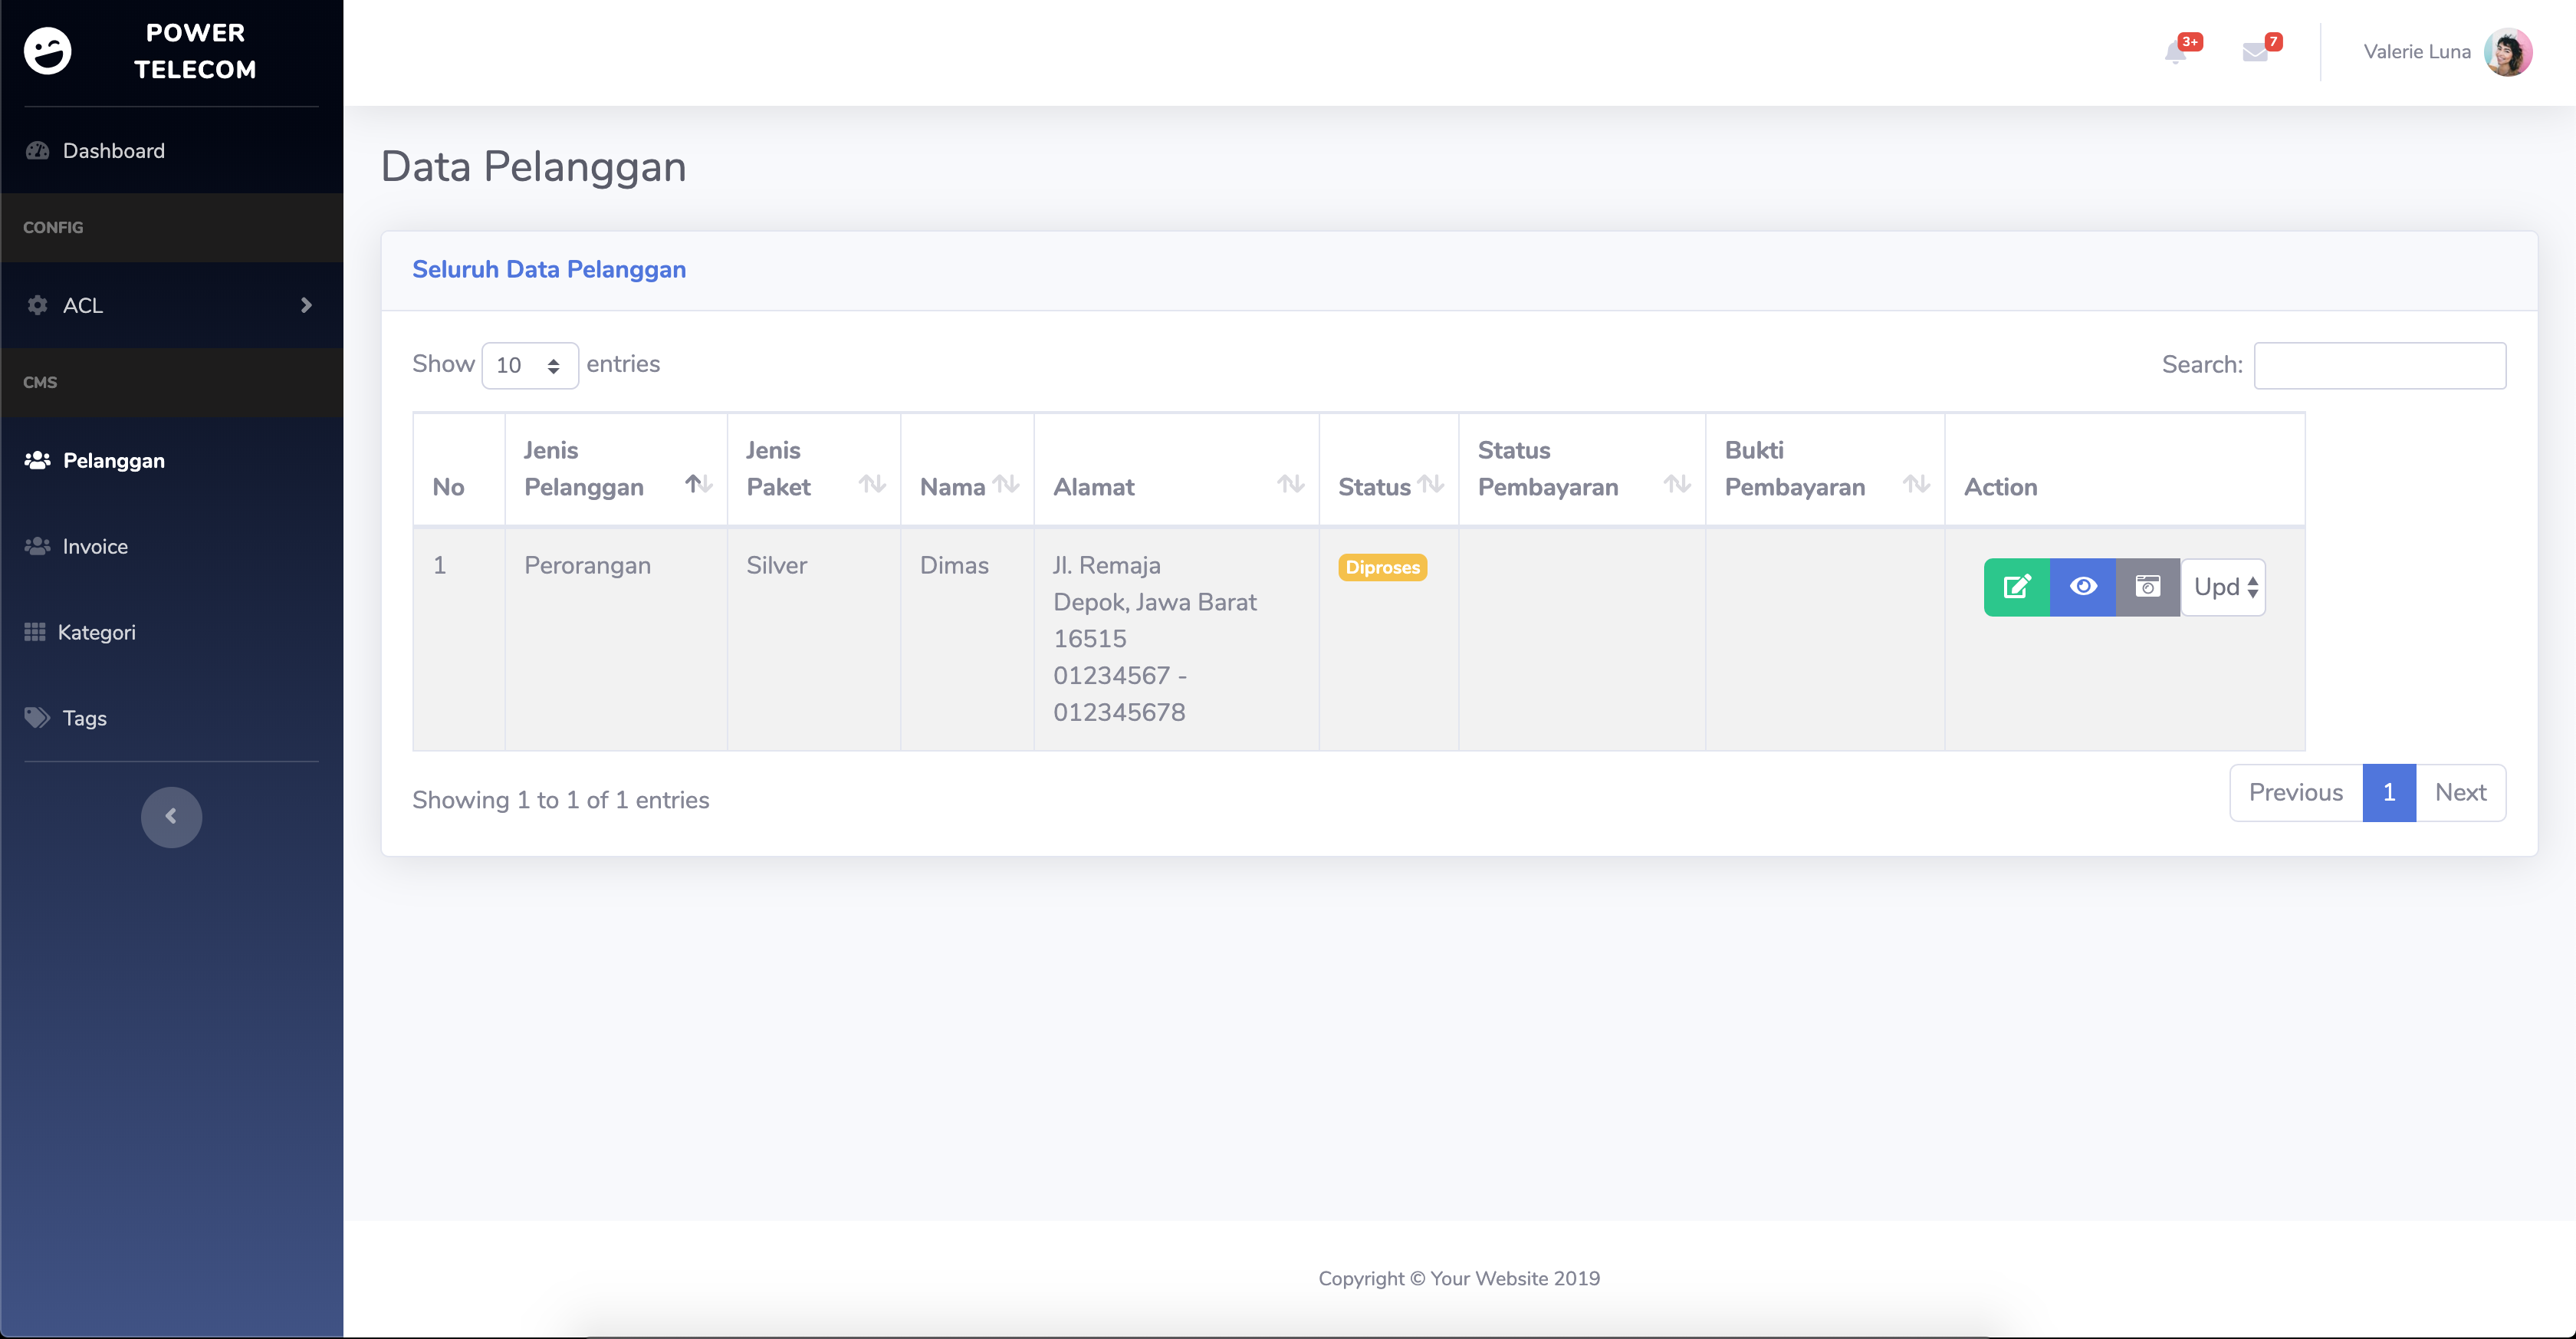 POWER
TELECOM
3+
7
Valerie Luna
Dashboard
CONFIG
ACL
CMS
Pelanggan
Invoice
Kategori
Tags
Data Pelanggan
Seluruh Data Pelanggan
Show 10 entries
Search:
No
Jenis
Pelanggan
Jenis
Paket
Nama
Alamat
Status
Status
Pembayaran
Bukti
Pembayaran
Action
1
Perorangan
Silver
Dimas
Jl. Remaja
Depok, Jawa Barat
16515
01234567 -
012345678
Diproses
Upd
Showing 1 to 1 of 1 entries
Previous 1 Next
Copyright © Your Website 2019